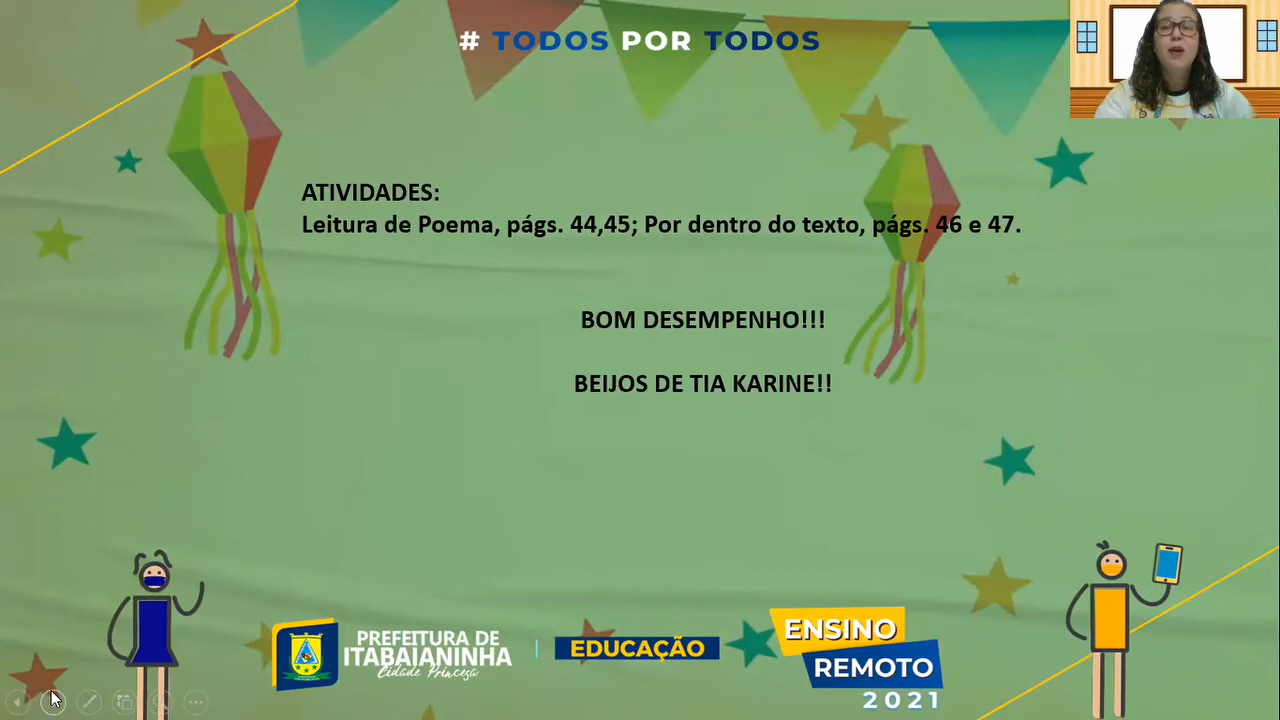 # TODOS POR TODOS
ATIVIDADES:
Leitura de Poema, págs. 44,45; Por dentro do texto, págs. 46 e 47.
BOM DESEMPENHO!!!
BEIJOS DE TIA KARINE!!
PREFEITURA DE
ITABAIANINHA
Cidade Princesa
EDUCAÇÃO
ENSINO
REMOTO
2021